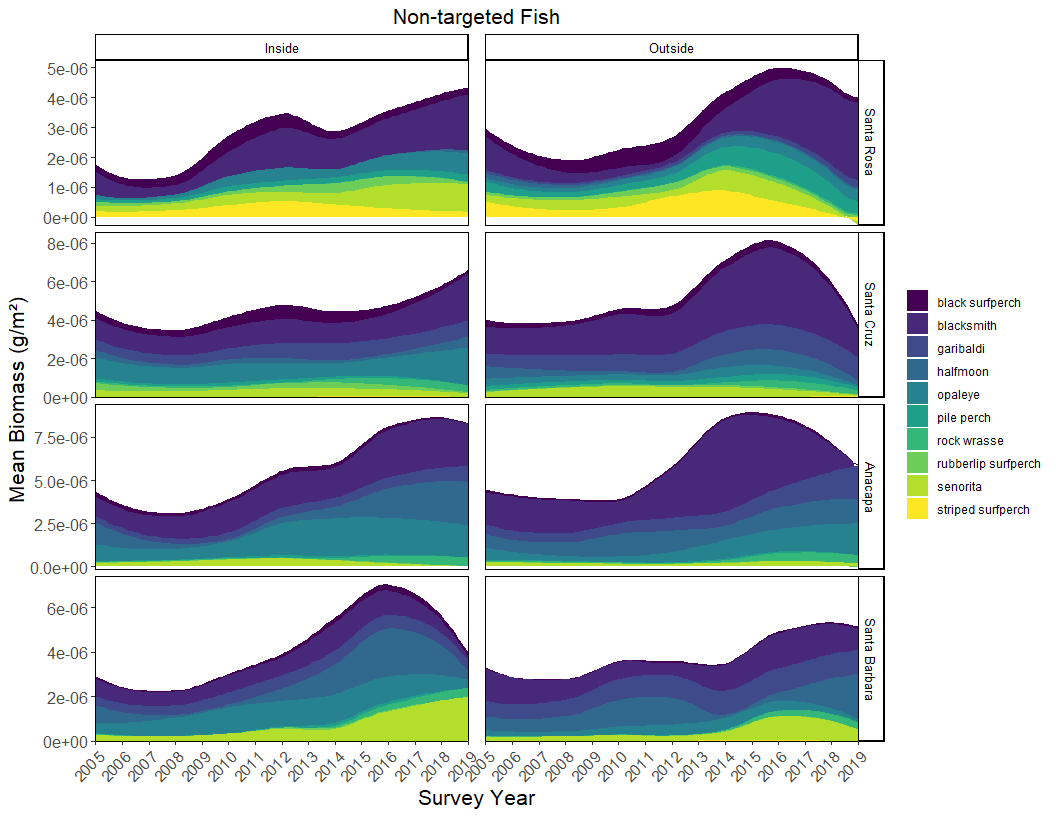 Non-targeted Fish
Inside
Outside
Mean Biomass (g/m²)
5e-06
4e-06
3e-06
2e-06
1e-06
0e+00
Santa Rosa
8e-06
6e-06
4e-06
2e-06
0e+00
Santa Cruz
7.5e-06
5.0e-06
2.5e-06
0.0e+00
Anacapa
6e-06
4e-06
2e-06
0e+00
Santa Barbara
2005 2006 2007 2008 2009 2010 2011 2012 2013 2014 2015 2016 2017 2018 2019
2005 2006 2007 2008 2009 2010 2011 2012 2013 2014 2015 2016 2017 2018 2019
Survey Year
black surfperch
blacksmith
garibaldi
halfmoon
opaleye
pile perch
rock wrasse
rubberlip surfperch
senorita
striped surfperch